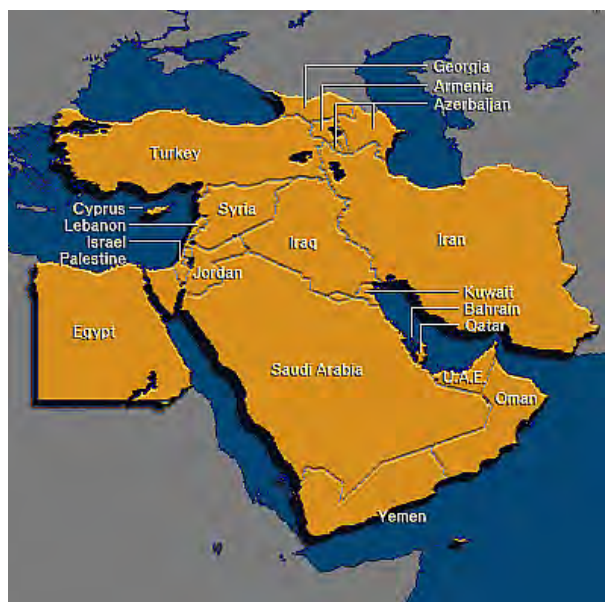 Georgia
Armenia
Azerbaijan
Turkey
Cyprus
Lebanon
Israel
Palestine
Syria
Iraq
Iran
Jordan
Kuwait
Bahrain
Qatar
Egypt
Saudi Arabia
U.A.E.
Oman
Yemen